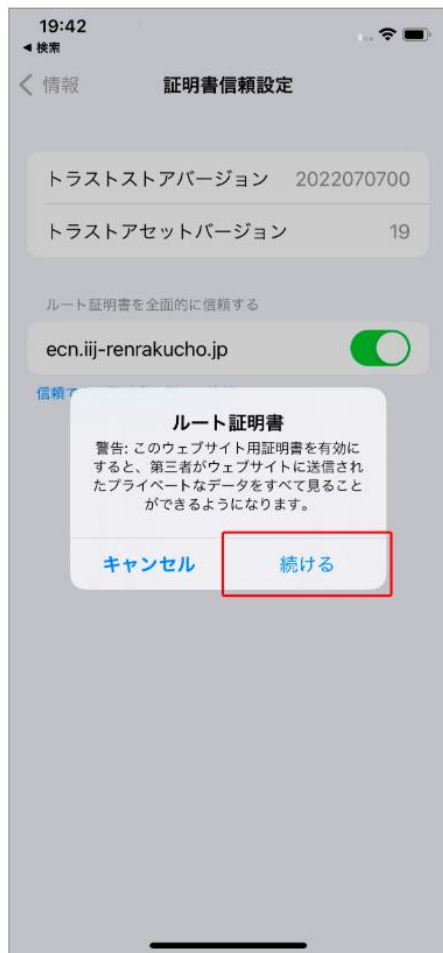 19:42
◀ 検索
情報
証明書信頼設定
トラストストアバージョン 2022070700
トラストアセットバージョン 19
ルート証明書を全面的に信頼する
ecn.iij-renrakucho.jp
信頼
ルート証明書
警告: このウェブサイト用証明書を有効に
すると、第三者がウェブサイトに送信され
たプライベートなデータをすべて見ること
ができるようになります。
キャンセル 続ける